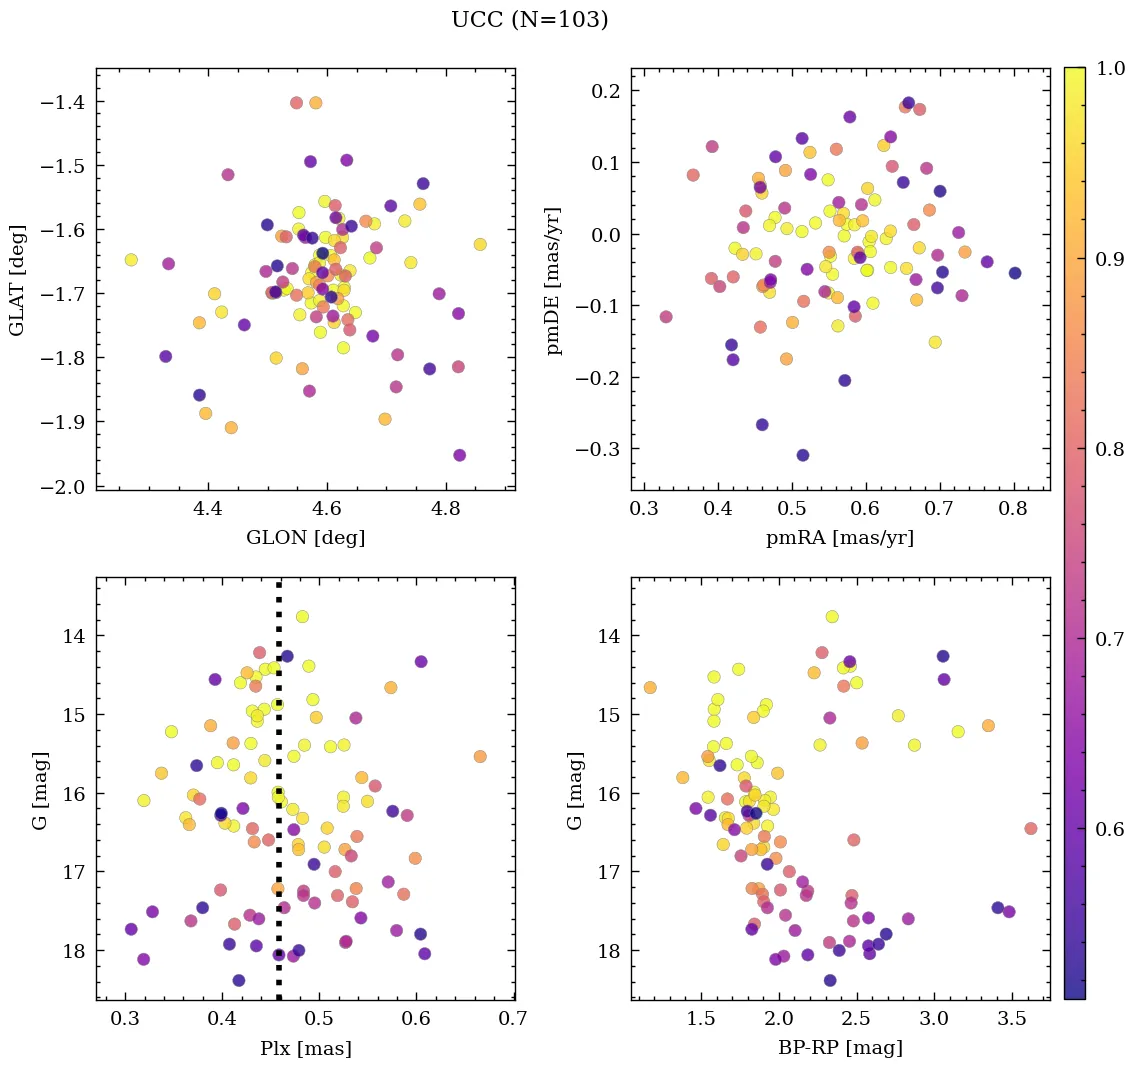 UCC (N=103)
−1.4
−1.5
−1.6
−1.7
−1.8
−1.9
−2.0
GLAT [deg]
4.4 4.6 4.8
GLON [deg]
0.2
0.1
0.0
−0.1
−0.2
−0.3
pmDE [mas/yr]
0.3 0.4 0.5 0.6 0.7 0.8
pmRA [mas/yr]
14
15
16
17
18
G [mag]
0.3 0.4 0.5 0.6 0.7
Plx [mas]
14
15
16
17
18
G [mag]
1.5 2.0 2.5 3.0 3.5
BP-RP [mag]
1.0
0.9
0.8
0.7
0.6